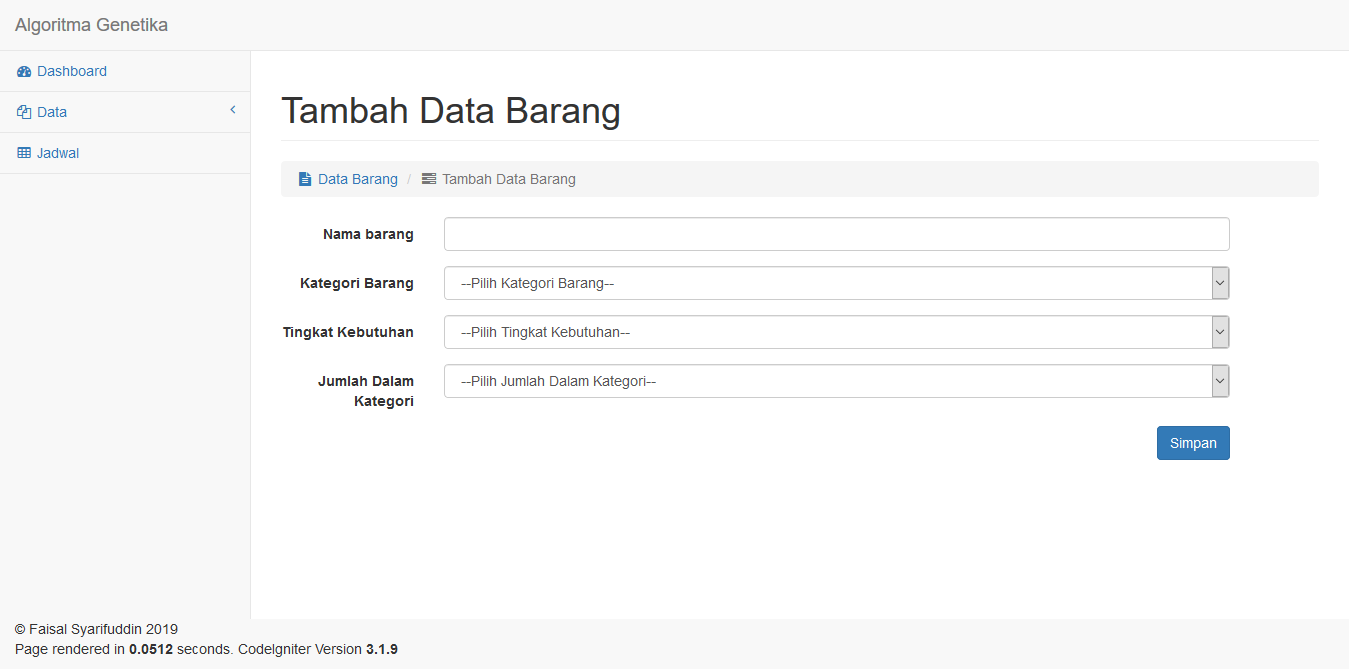 Algoritma Genetika
Dashboard
Data
Jadwal
Tambah Data Barang
Data Barang / Tambah Data Barang
Nama barang
Kategori Barang
--Pilih Kategori Barang--
Tingkat Kebutuhan
--Pilih Tingkat Kebutuhan--
Jumlah Dalam
Kategori
--Pilih Jumlah Dalam Kategori--
Simpan
© Faisal Syarifuddin 2019
Page rendered in 0.0512 seconds. CodeIgniter Version 3.1.9